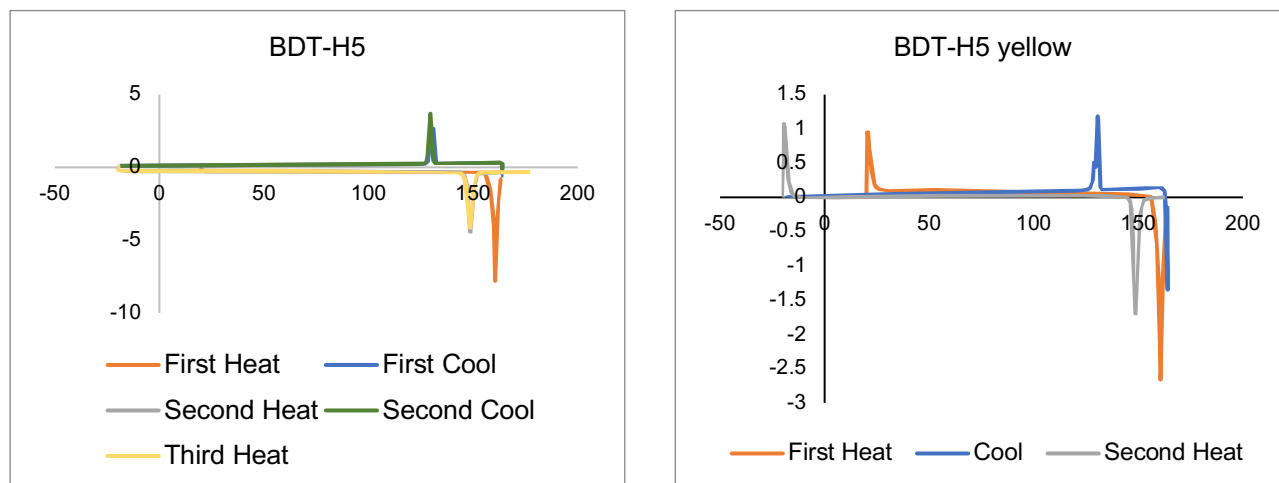 BDT-H5
5
0
-50 0 50 100 150 200
-5
-10
First Heat First Cool
Second Heat Second Cool
Third Heat
BDT-H5 yellow
1.5
1
0.5
0
-50 0 50 100 150 200
-0.5
-1
-1.5
-2
-2.5
-3
First Heat Cool Second Heat